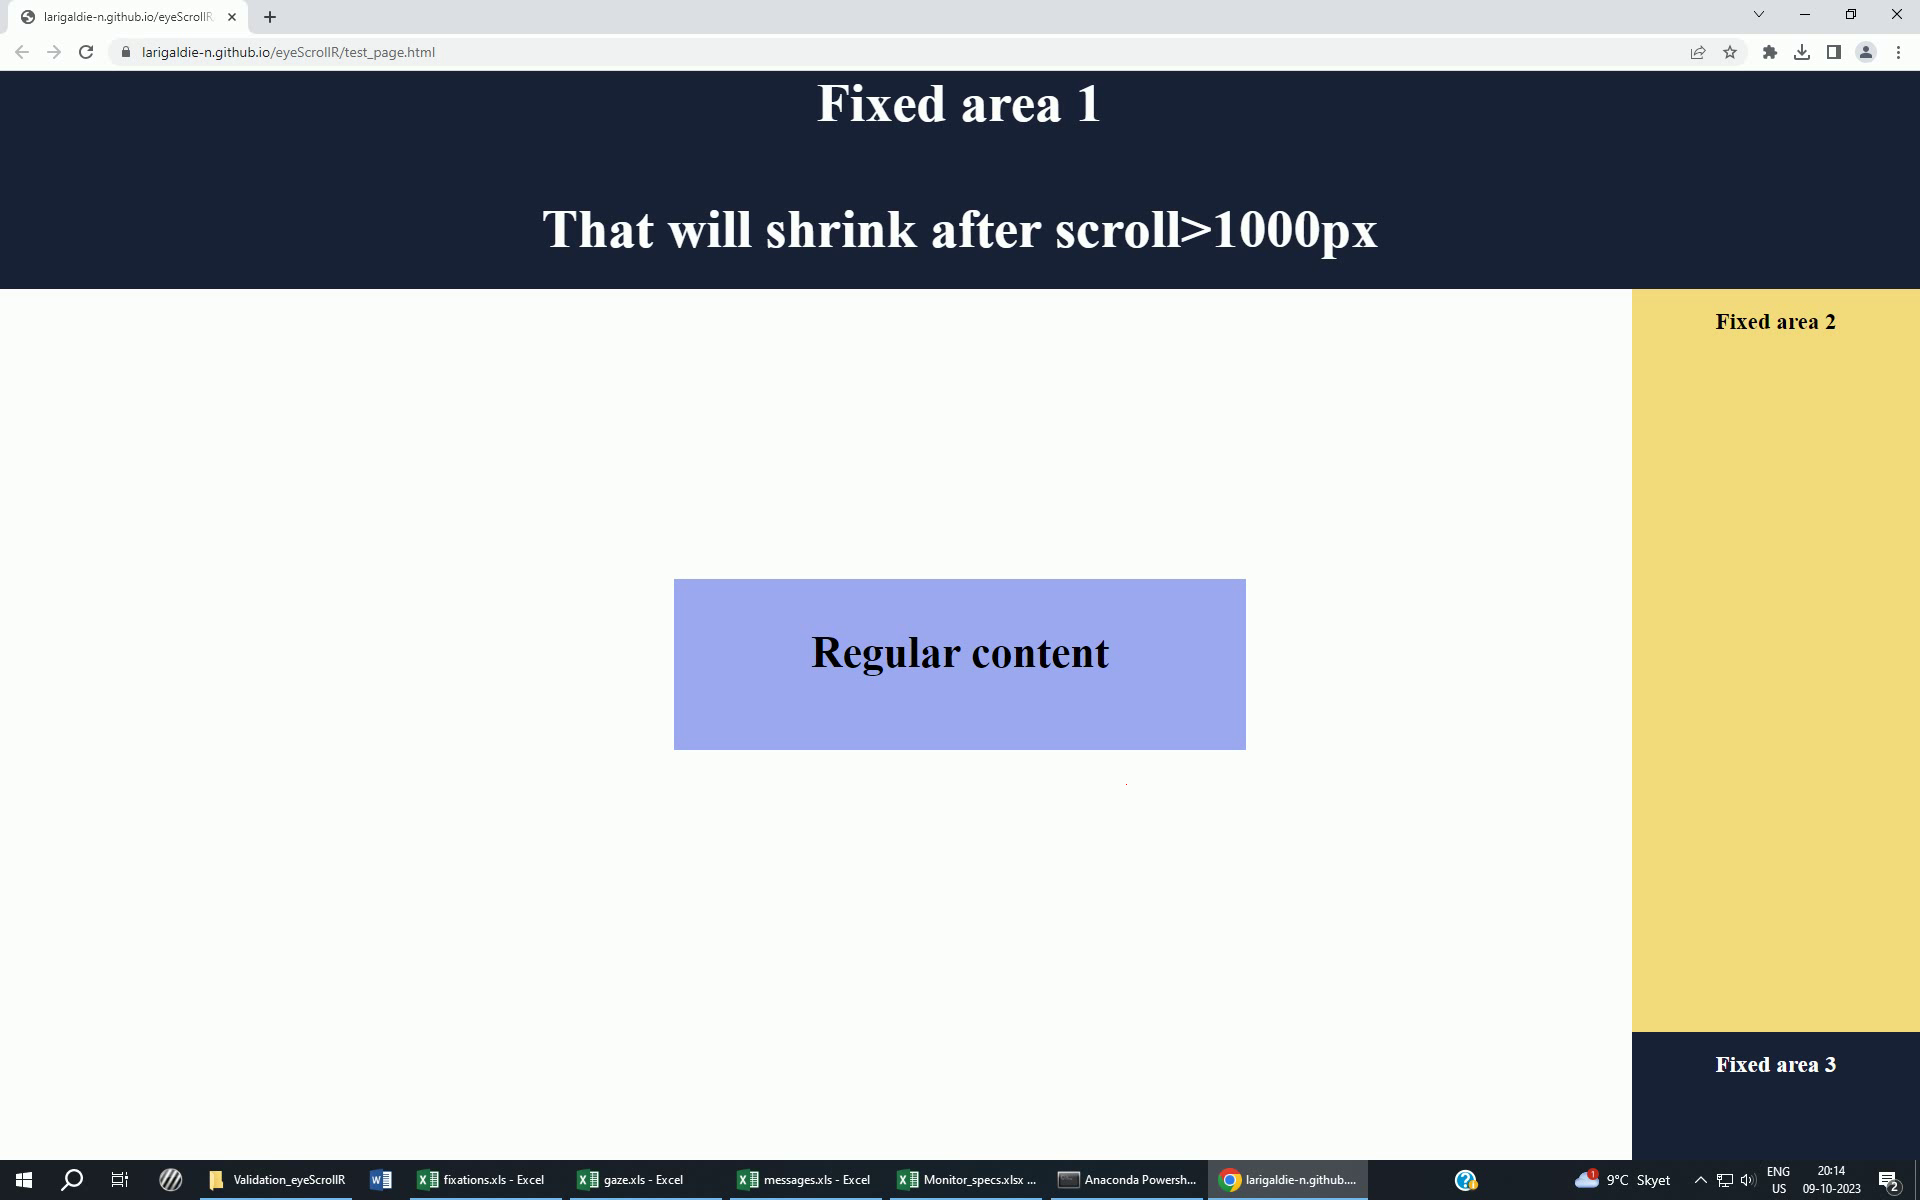 larigaldie-n.github.io/eyeScrollR
larigaldie-n.github.io/eyeScrollR/test_page.html
Fixed area 1
That will shrink after scroll>1000px
Fixed area 2
Regular content
Fixed area 3
Validation_eyeScrollR
fixations.xls - Excel
gaze.xls - Excel
messages.xls - Excel
Monitor_specs.xlsx ...
Anaconda Powersh...
larigaldie-n.github....
1
9°C Skyet
ENG
US
20:14
09-10-2023
2